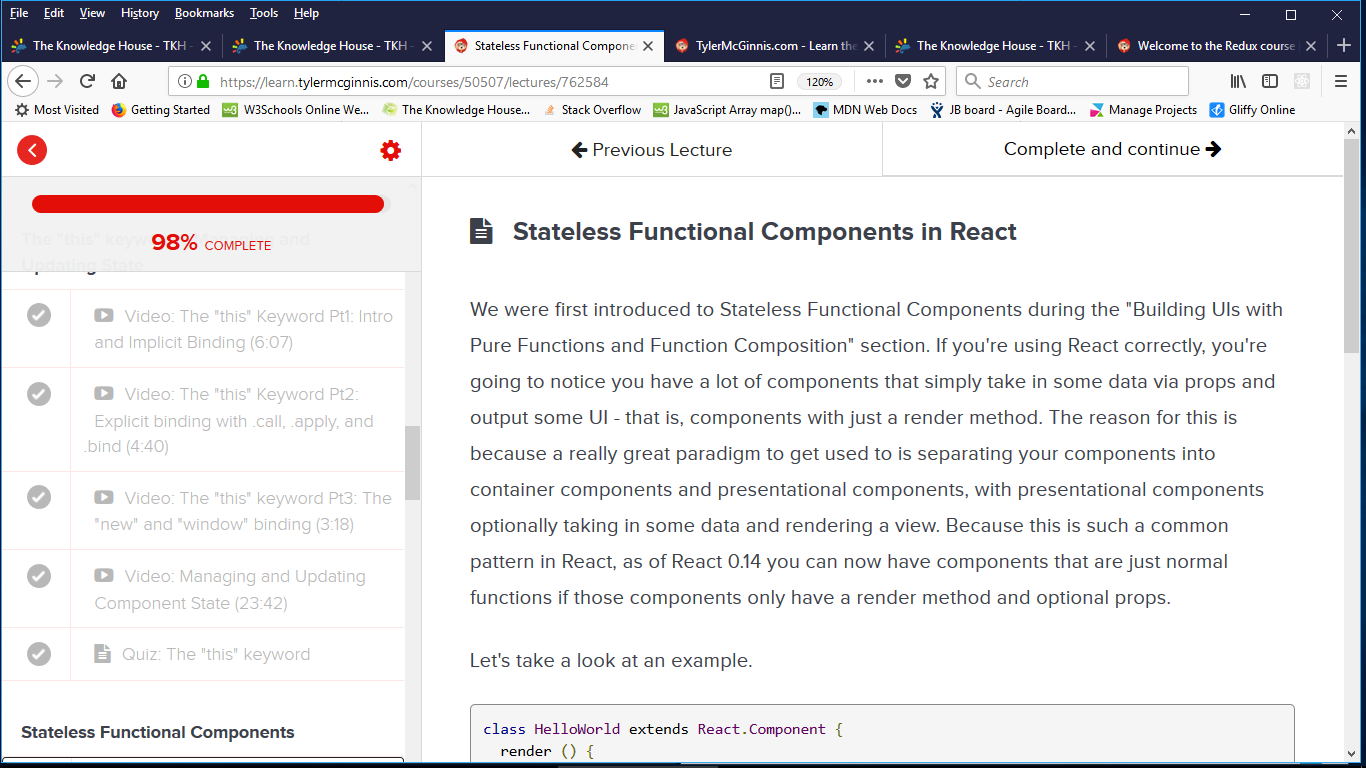 File Edit View History Bookmarks Tools Help
The Knowledge House - TKH -
The Knowledge House - TKH -
Stateless Functional Compone
TylerMcGinnis.com - Learn the
The Knowledge House - TKH -
Welcome to the Redux course
https://learn.tylermcginnis.com/courses/50507/lectures/762584
120%
Search
Most Visited
Getting Started
W3Schools Online We...
The Knowledge House...
Stack Overflow
JavaScript Array map()...
MDN Web Docs
JB board - Agile Board...
Manage Projects
Gliffy Online
98% COMPLETE
The "this" keyword, Managing and
Updating State
Video: The "this" Keyword Pt1: Intro
and Implicit Binding (6:07)
Video: The "this" Keyword Pt2:
Explicit binding with .call, .apply, and
.bind (4:40)
Video: The "this" keyword Pt3: The
"new" and "window" binding (3:18)
Video: Managing and Updating
Component State (23:42)
Quiz: The "this" keyword
Stateless Functional Components
Previous Lecture
Complete and continue
Stateless Functional Components in React
We were first introduced to Stateless Functional Components during the "Building UIs with
Pure Functions and Function Composition" section. If you're using React correctly, you're
going to notice you have a lot of components that simply take in some data via props and
output some UI - that is, components with just a render method. The reason for this is
because a really great paradigm to get used to is separating your components into
container components and presentational components, with presentational components
optionally taking in some data and rendering a view. Because this is such a common
pattern in React, as of React 0.14 you can now have components that are just normal
functions if those components only have a render method and optional props.
Let's take a look at an example.
class HelloWorld extends React.Component {
render () {